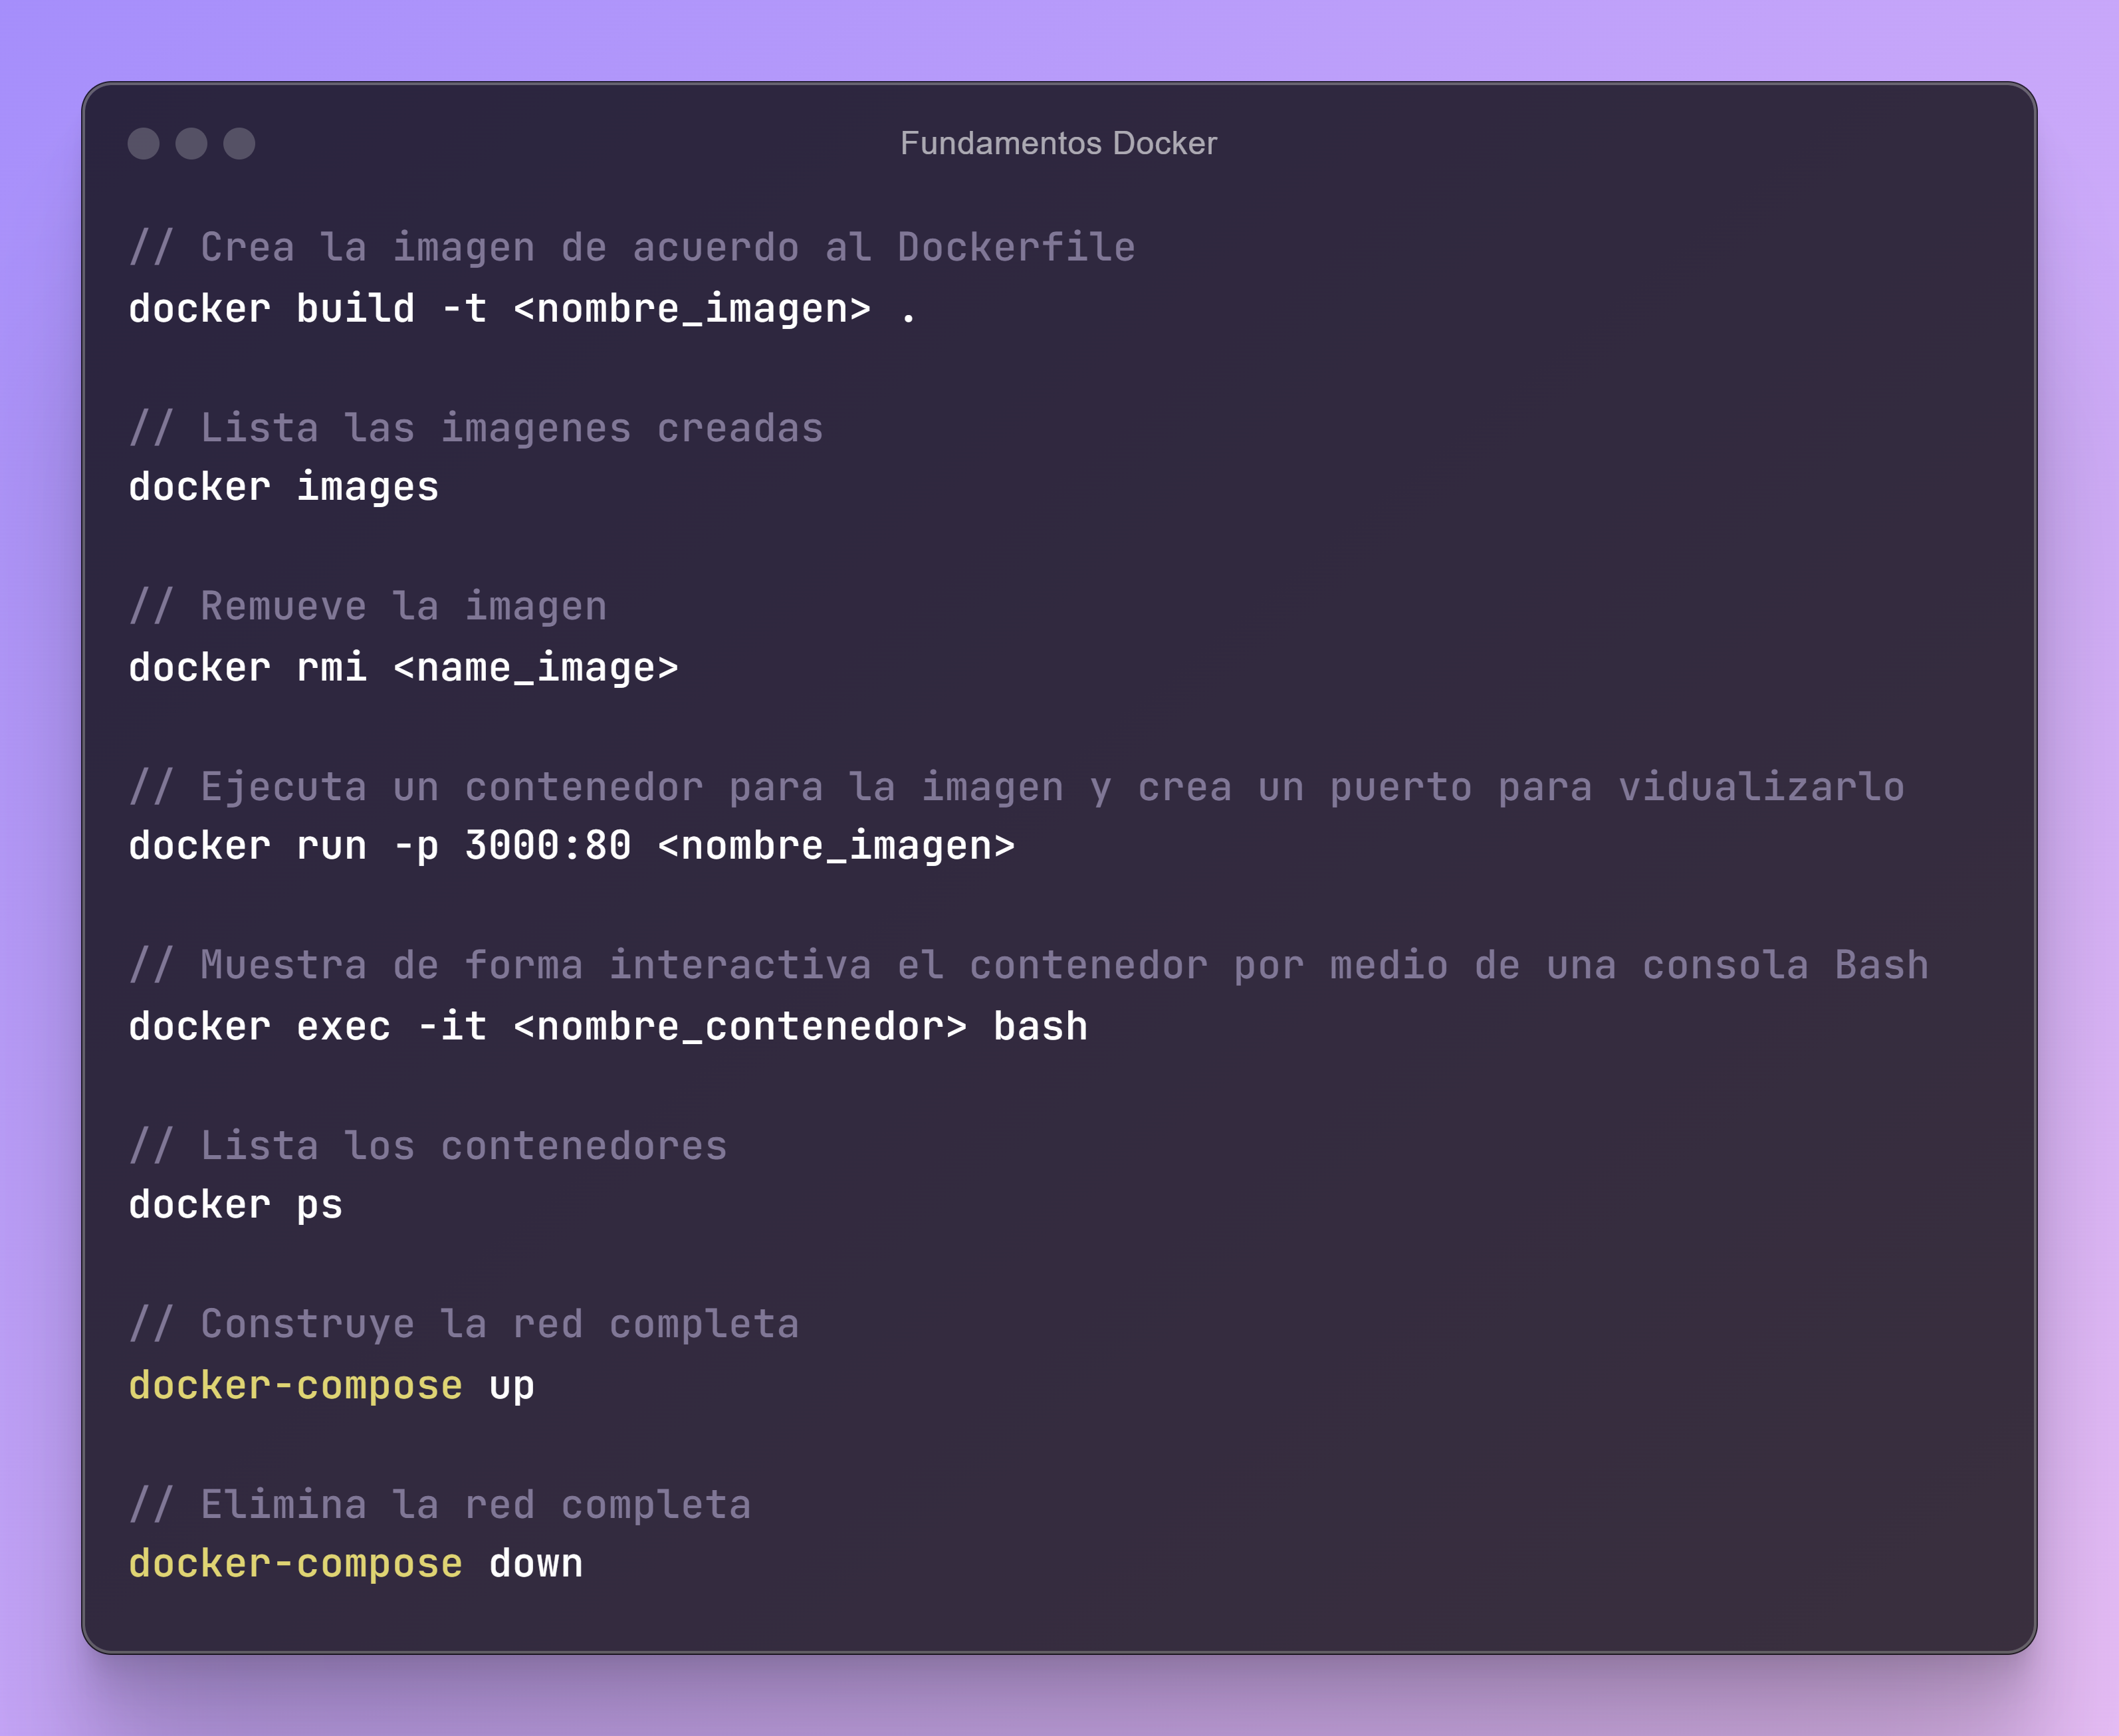 Fundamentos Docker
// Crea la imagen de acuerdo al Dockerfile
docker build -t <nombre_imagen> .
// Lista las imagenes creadas
docker images
// Remueve la imagen
docker rmi <name_image>
// Ejecuta un contenedor para la imagen y crea un puerto para vidualizarlo
docker run -p 3000:80 <nombre_imagen>
// Muestra de forma interactiva el contenedor por medio de una consola Bash
docker exec -it <nombre_contenedor> bash
// Lista los contenedores
docker ps
// Construye la red completa
docker-compose up
// Elimina la red completa
docker-compose down